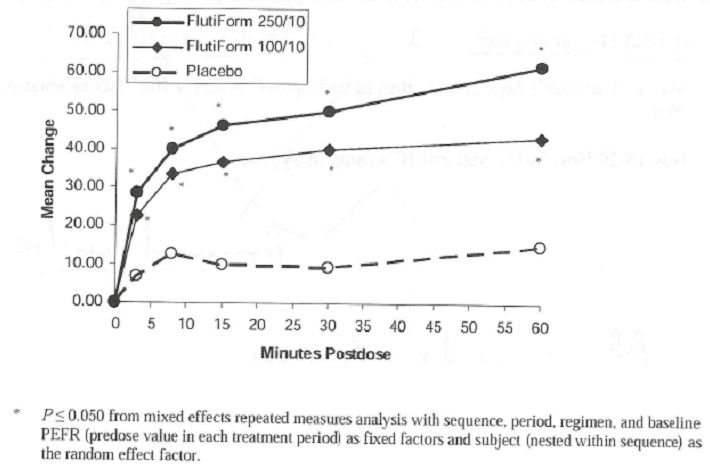 FlutiForm 250/10
FlutiForm 100/10
Placebo
70.00
60.00
50.00
40.00
30.00
20.00
10.00
0.00
Mean Change
0 5 10 15 20 25 30 35 40 45 50 55 60
Minutes Postdose
* P ≤ 0.050 from mixed effects repeated measures analysis with sequence, period, regimen, and baseline
PEFR (predose value in each treatment period) as fixed factors and subject (nested within sequence) as
the random effect factor.